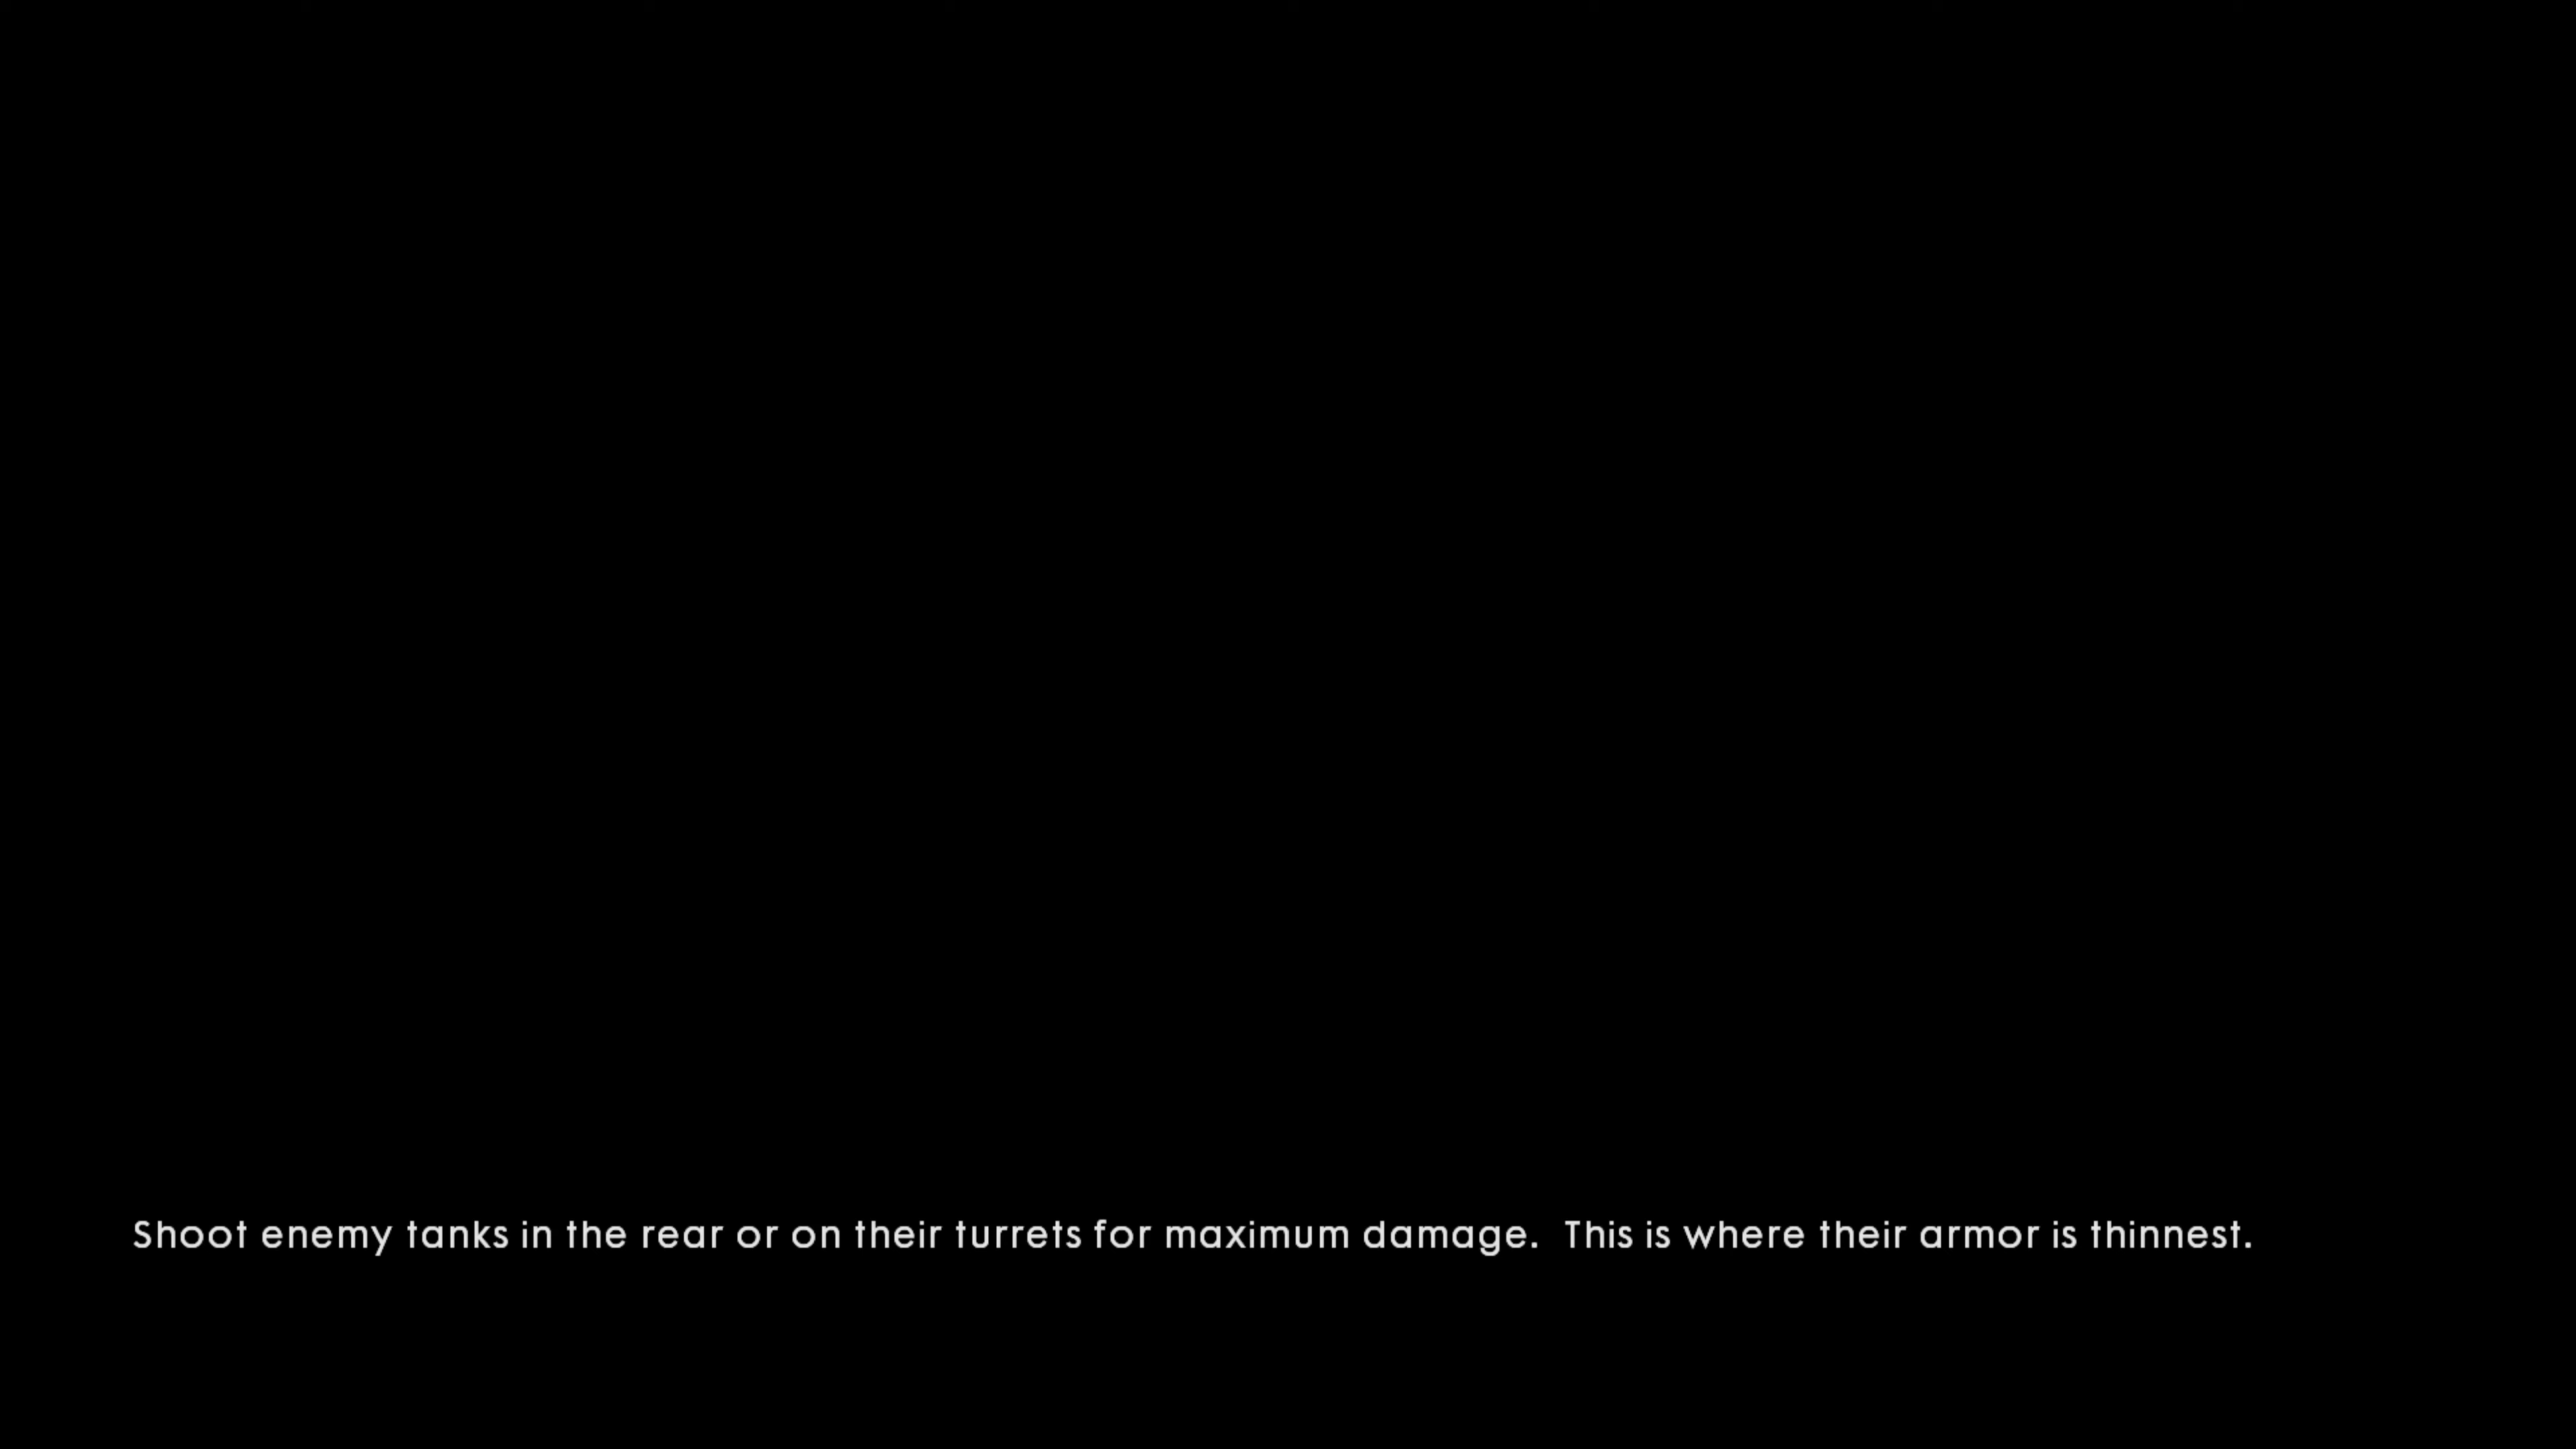 Shoot enemy tanks in the rear or on their turrets for maximum damage.  This is where their armor is thinnest.